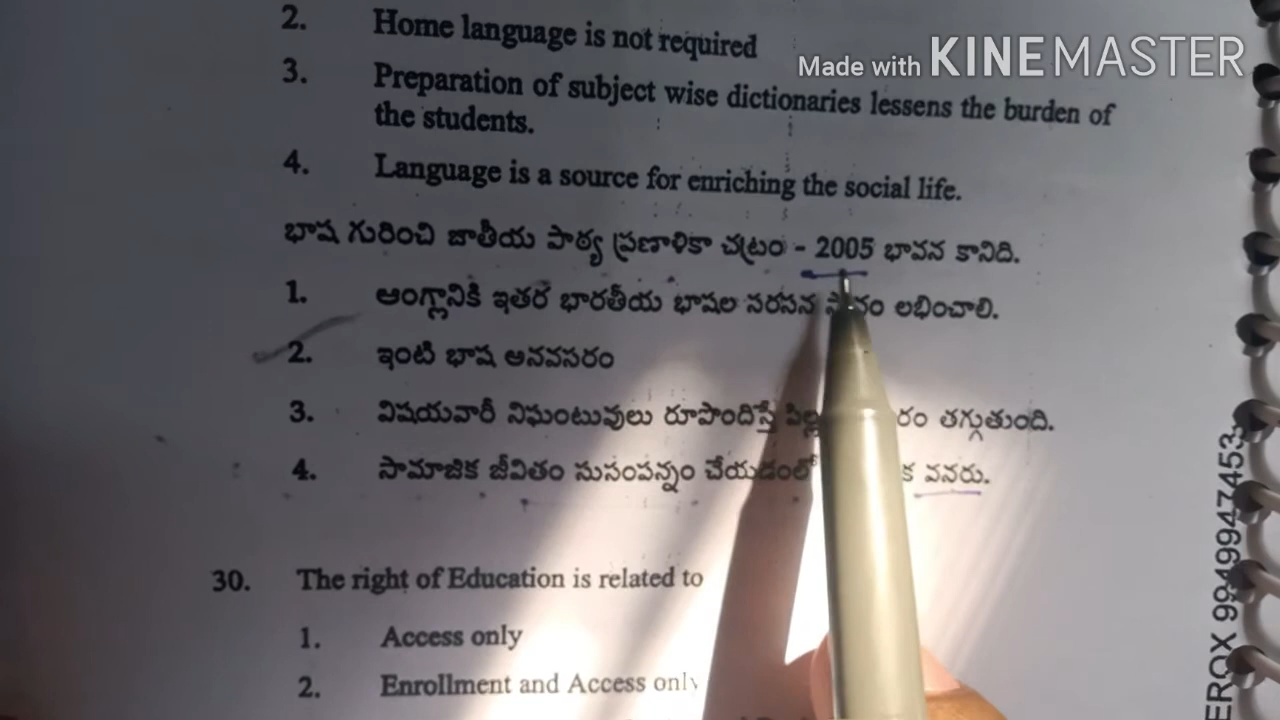 2. Home language is not required
Made with KINEMASTER
3. Preparation of subject wise dictionaries lessens the burden of
the students.
4. Language is a source for enriching the social life.
భాష గురించి జాతీయ పాఠ్య ప్రణాళికా చట్రం - 2005 భావన కానిది.
1. ఆంగ్లానికి ఇతర భారతీయ భాషల సరసన లభించాలి.
2. ఇంటి భాష అనవసరం
3. విషయవారీ నిఘంటువులు రూపొందిస్తే తగ్గుతుంది.
4. సామాజిక జీవితం సుసంపన్నం చేయడంలో వనరు.
30. The right of Education is related to
1. Access only
2. Enrollment and Access only
EROX 9949947453